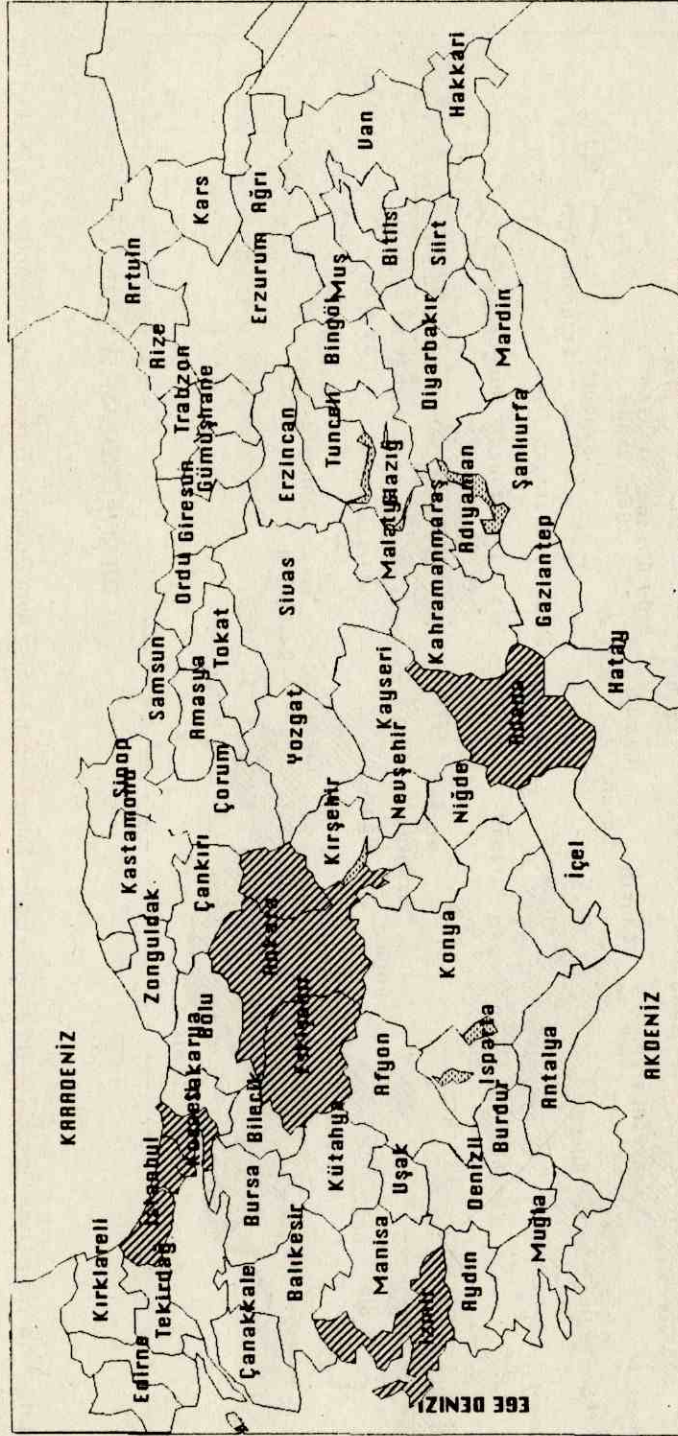 KARADENİZ
Kırklareli
Edirne
Tekirdağ
İstanbul
Kocaeli
Sakarya
Bolu
Zonguldak
Kastamonu
Sinop
Çankırı
Çorum
Samsun
Amasya
Tokat
Ordu
Giresun
Gümüşhane
Trabzon
Rize
Artvin
Kars
Ağrı
Erzurum
Erzincan
Tunceli
Bingöl
Muş
Van
Bitlis
Siirt
Hakkari
Diyarbakır
Mardin
Şanlıurfa
Elazığ
Malatya
Adıyaman
Kahramanmaraş
Gaziantep
Hatay
Adana
Sivas
Yozgat
Kayseri
Nevşehir
Kırşehir
Niğde
İçel
Konya
Ankara
Eskişehir
Bilecik
Bursa
Çanakkale
Balıkesir
Kütahya
Afyon
Uşak
Manisa
İzmir
Aydın
Denizli
Muğla
Burdur
Isparta
Antalya
AKDENİZ
EGE DENIZI